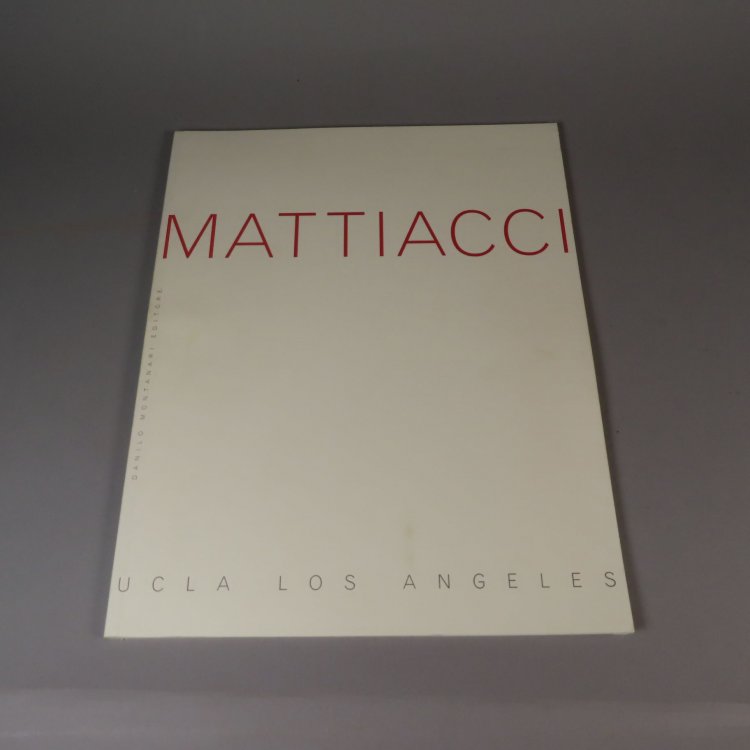 MATTIACCI
DANILO MONTANARI EDITORE
UCLA LOS ANGELES